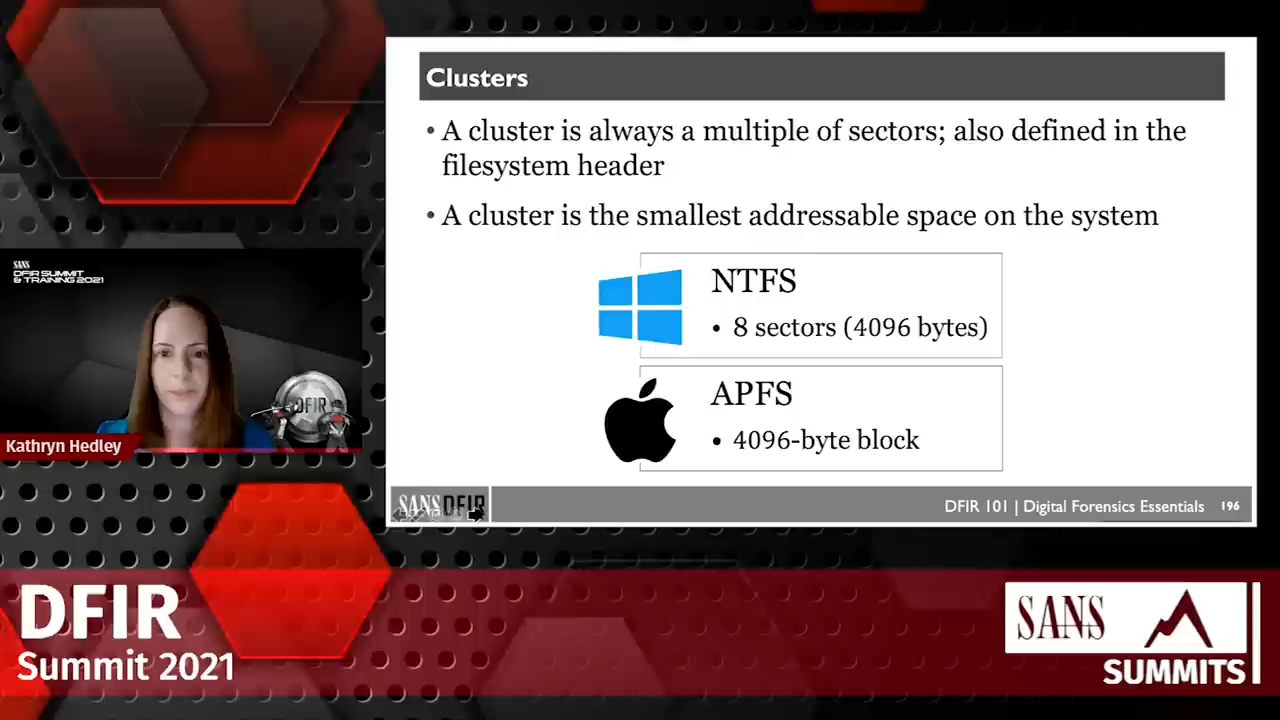 Clusters
• A cluster is always a multiple of sectors; also defined in the
filesystem header
• A cluster is the smallest addressable space on the system
NTFS
• 8 sectors (4096 bytes)
APFS
• 4096-byte block
SANS DFIR
DFIR 101 | Digital Forensics Essentials 196
SANS
DFIR SUMMIT
& TRAINING 2021
DFIR
Kathryn Hedley
DFIR
Summit 2021
SANS
SUMMITS